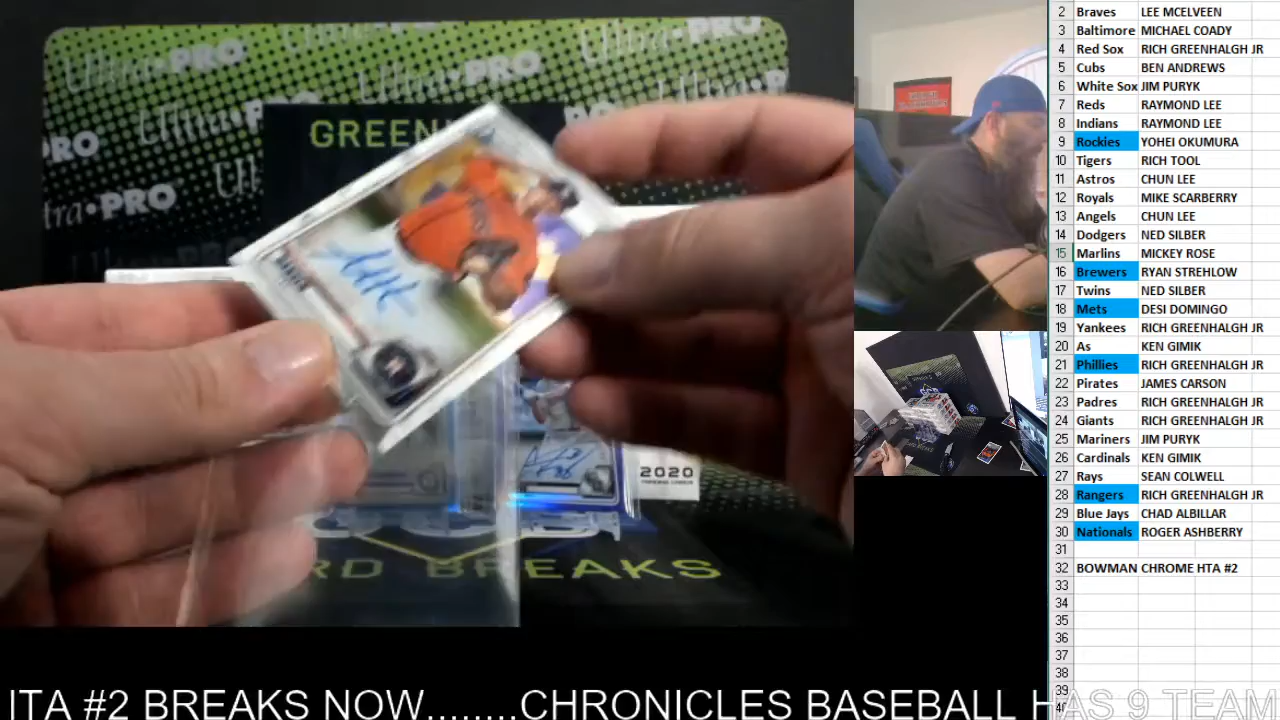 Ultra•PRO
GREEN
2020
RD BREAKS
2 Braves LEE MCELVEEN
3 Baltimore MICHAEL COADY
4 Red Sox RICH GREENHALGH JR
5 Cubs BEN ANDREWS
6 White Sox JIM PURYK
7 Reds RAYMOND LEE
8 Indians RAYMOND LEE
9 Rockies YOHEI OKUMURA
10 Tigers RICH TOOL
11 Astros CHUN LEE
12 Royals MIKE SCARBERRY
13 Angels CHUN LEE
14 Dodgers NED SILBER
15 Marlins MICKEY ROSE
16 Brewers RYAN STREHLOW
17 Twins NED SILBER
18 Mets DESI DOMINGO
19 Yankees RICH GREENHALGH JR
20 As KEN GIMIK
21 Phillies RICH GREENHALGH JR
22 Pirates JAMES CARSON
23 Padres RICH GREENHALGH JR
24 Giants RICH GREENHALGH JR
25 Mariners JIM PURYK
26 Cardinals KEN GIMIK
27 Rays SEAN COLWELL
28 Rangers RICH GREENHALGH JR
29 Blue Jays CHAD ALBILLAR
30 Nationals ROGER ASHBERRY
31
32 BOWMAN CHROME HTA #2
33
34
35
36
37
38
39
ITA #2 BREAKS NOW........CHRONICLES BASEBALL HAS 9 TEAM